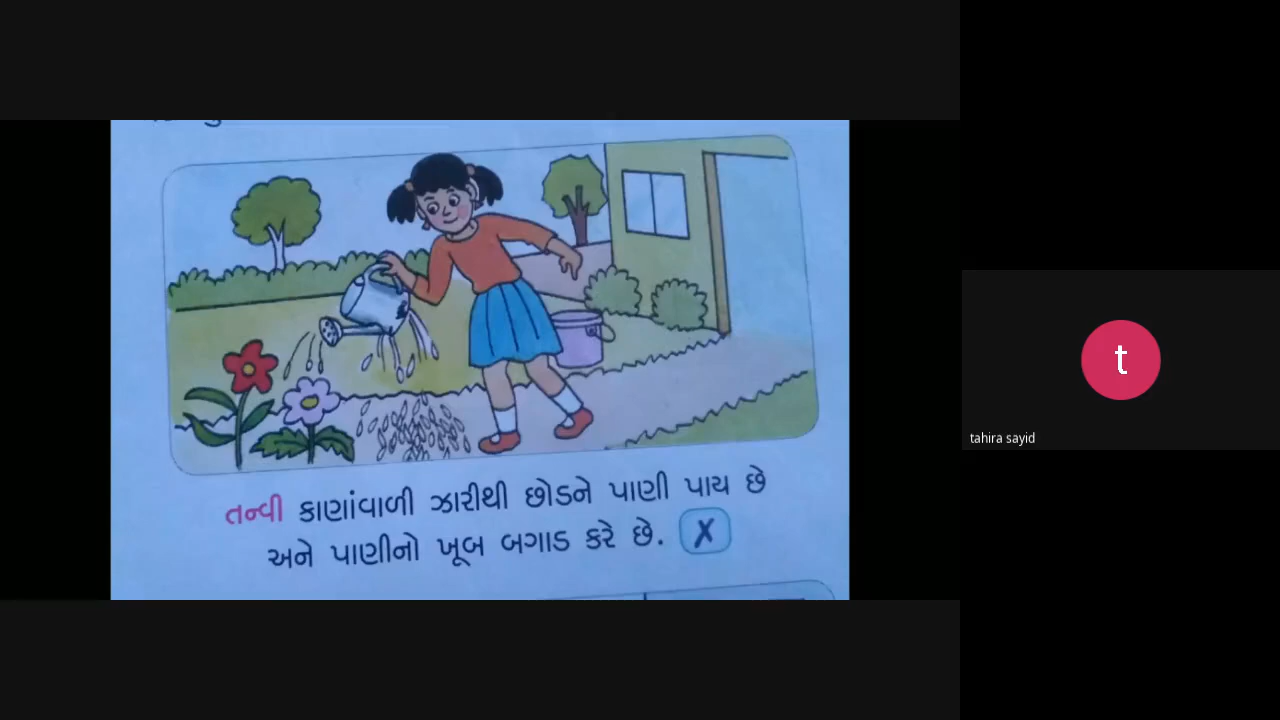 તન્વી કાણાંવાળી ઝારીથી છોડને પાણી પાય છે
અને પાણીનો ખૂબ બગાડ કરે છે. X
t
tahira sayid